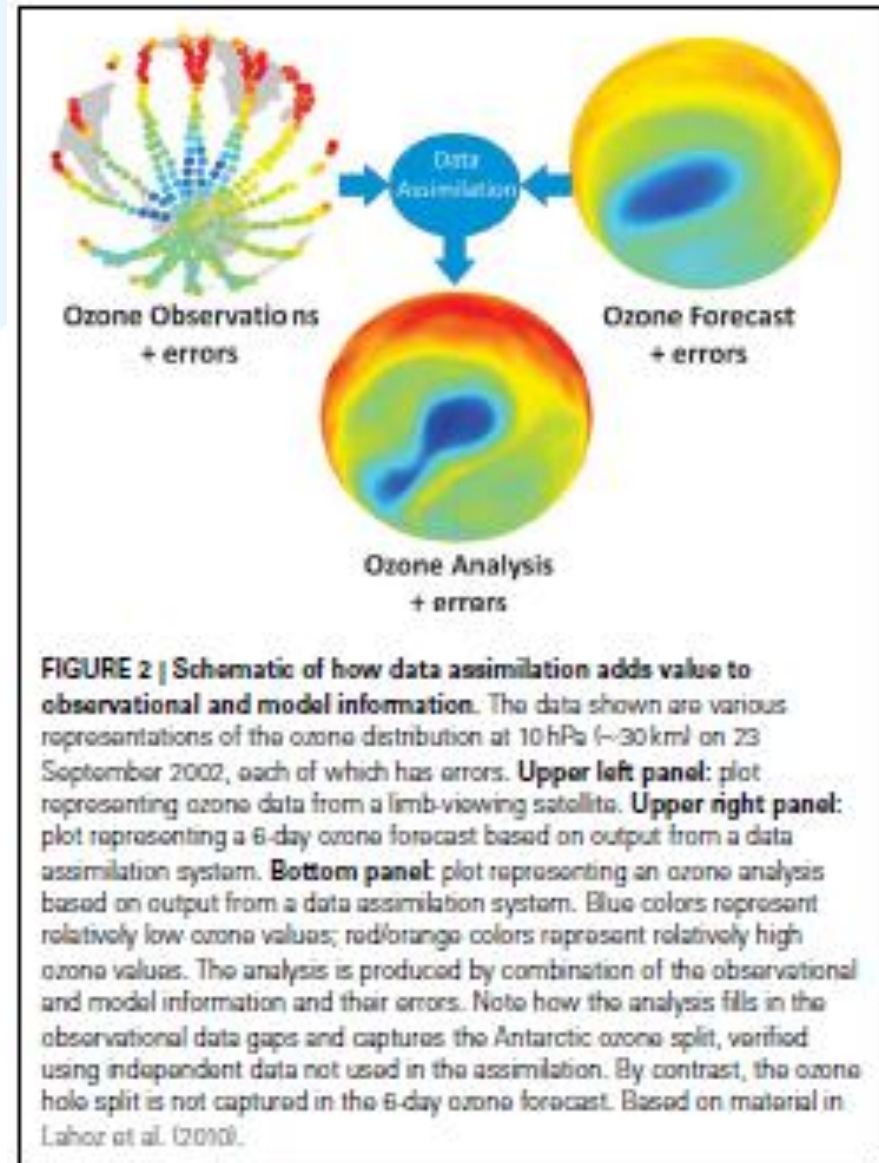 Data
Assimilation
Ozone Observations
+ errors
Ozone Forecast
+ errors
Ozone Analysis
+ errors
FIGURE 2 | Schematic of how data assimilation adds value to
observational and model information. The data shown are various
representations of the ozone distribution at 10 hPa (~30 km) on 23
September 2002, each of which has errors. Upper left panel: plot
representing ozone data from a limb-viewing satellite. Upper right panel:
plot representing a 6-day ozone forecast based on output from a data
assimilation system. Bottom panel: plot representing an ozone analysis
based on output from a data assimilation system. Blue colors represent
relatively low ozone values; red/orange colors represent relatively high
ozone values. The analysis is produced by combination of the observational
and model information and their errors. Note how the analysis fills in the
observational data gaps and captures the Antarctic ozone split, verified
using independent data not used in the assimilation. By contrast, the ozone
hole split is not captured in the 6-day ozone forecast. Based on material in
Lahoz et al. (2010).